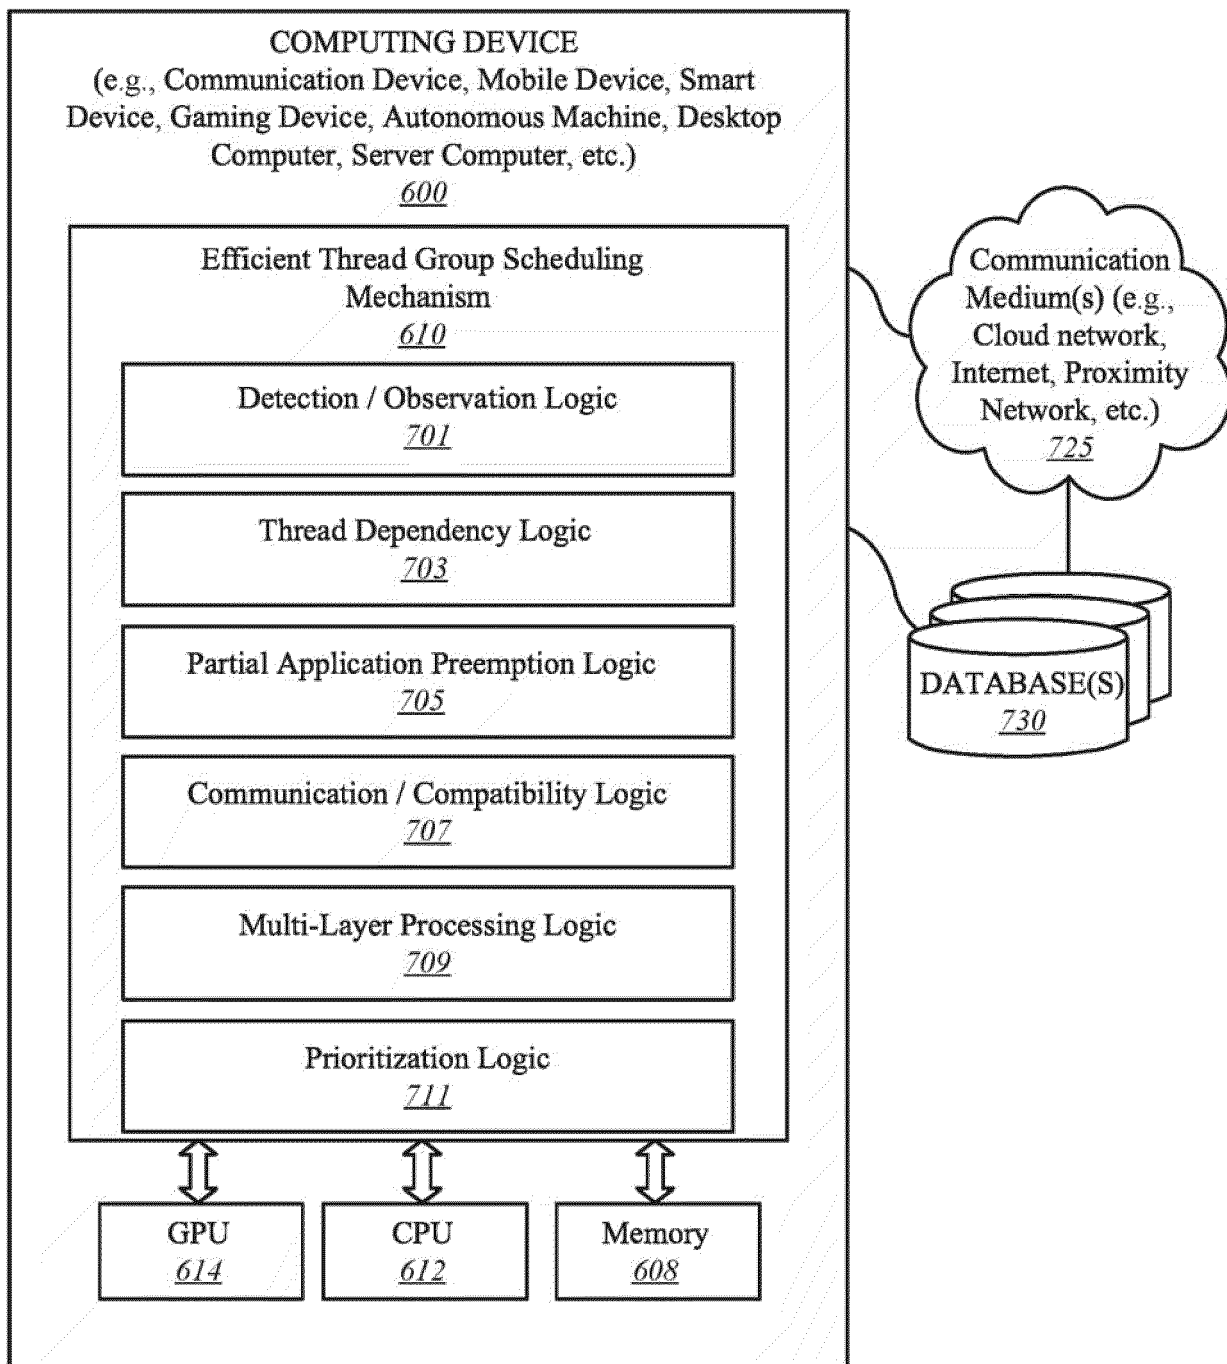 COMPUTING DEVICE
(e.g., Communication Device, Mobile Device, Smart
Device, Gaming Device, Autonomous Machine, Desktop
Computer, Server Computer, etc.)
600
Efficient Thread Group Scheduling
Mechanism
610
Detection / Observation Logic
701
Thread Dependency Logic
703
Partial Application Preemption Logic
705
Communication / Compatibility Logic
707
Multi-Layer Processing Logic
709
Prioritization Logic
711
GPU
614
CPU
612
Memory
608
Communication
Medium(s) (e.g.,
Cloud network,
Internet, Proximity
Network, etc.)
725
DATABASE(S)
730